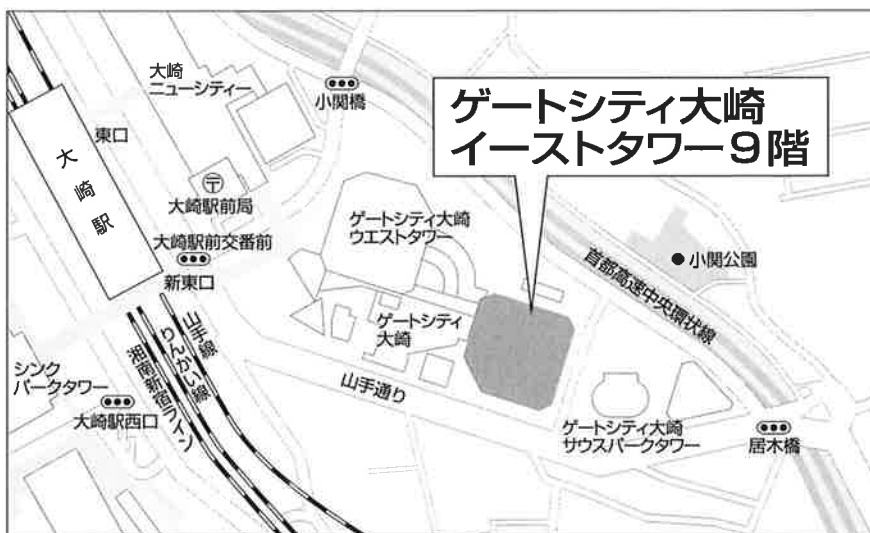 ゲートシティ大崎
イーストタワー9階
大崎
ニューシティー
小関橋
東口
大崎駅
〒
大崎駅前局
大崎駅前交番前
新東口
ゲートシティ大崎
ウエストタワー
小関公園
首都高速中央環状線
ゲートシティ
大崎
山手線
りんかい線
湘南新宿ライン
シンク
パークタワー
大崎駅西口
山手通り
ゲートシティ大崎
サウスパークタワー
居木橋